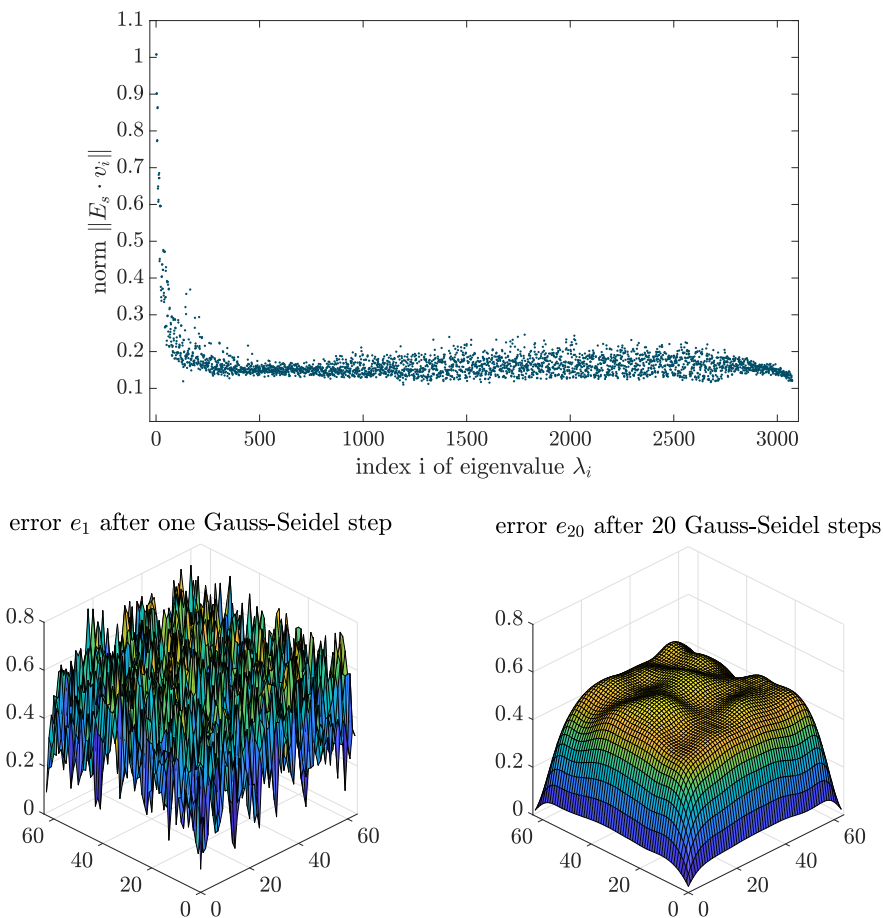 1.1
1
0.9
0.8
0.7
0.6
0.5
0.4
0.3
0.2
0.1
norm ||E_s · v_i||
0 500 1000 1500 2000 2500 3000
index i of eigenvalue λ_i
error e_1 after one Gauss-Seidel step
0.8
0.6
0.4
0.2
0
60 40 20 0
0 20 40 60
error e_20 after 20 Gauss-Seidel steps
0.8
0.6
0.4
0.2
0
60 40 20 0
0 20 40 60